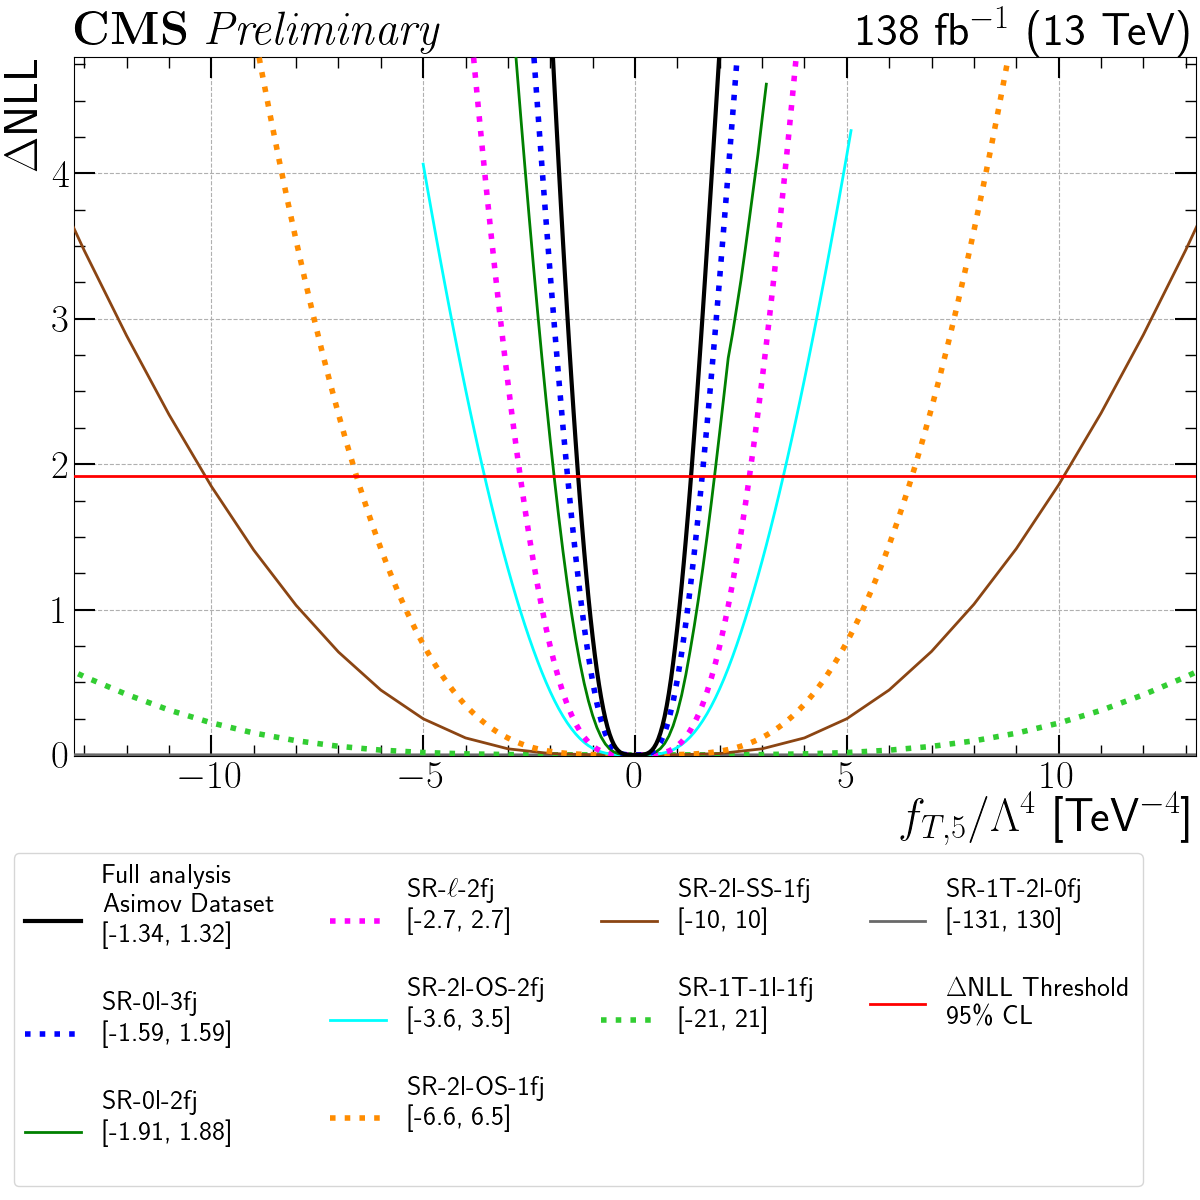 CMS Preliminary
138 fb⁻¹ (13 TeV)
ΔNLL
4
3
2
1
0
−10 −5 0 5 10
f_{T,5}/Λ⁴ [TeV⁻⁴]
Full analysis
Asimov Dataset
[-1.34, 1.32]
SR-0l-3fj
[-1.59, 1.59]
SR-0l-2fj
[-1.91, 1.88]
SR-ℓ-2fj
[-2.7, 2.7]
SR-2l-OS-2fj
[-3.6, 3.5]
SR-2l-OS-1fj
[-6.6, 6.5]
SR-2l-SS-1fj
[-10, 10]
SR-1T-1l-1fj
[-21, 21]
SR-1T-2l-0fj
[-131, 130]
ΔNLL Threshold
95% CL